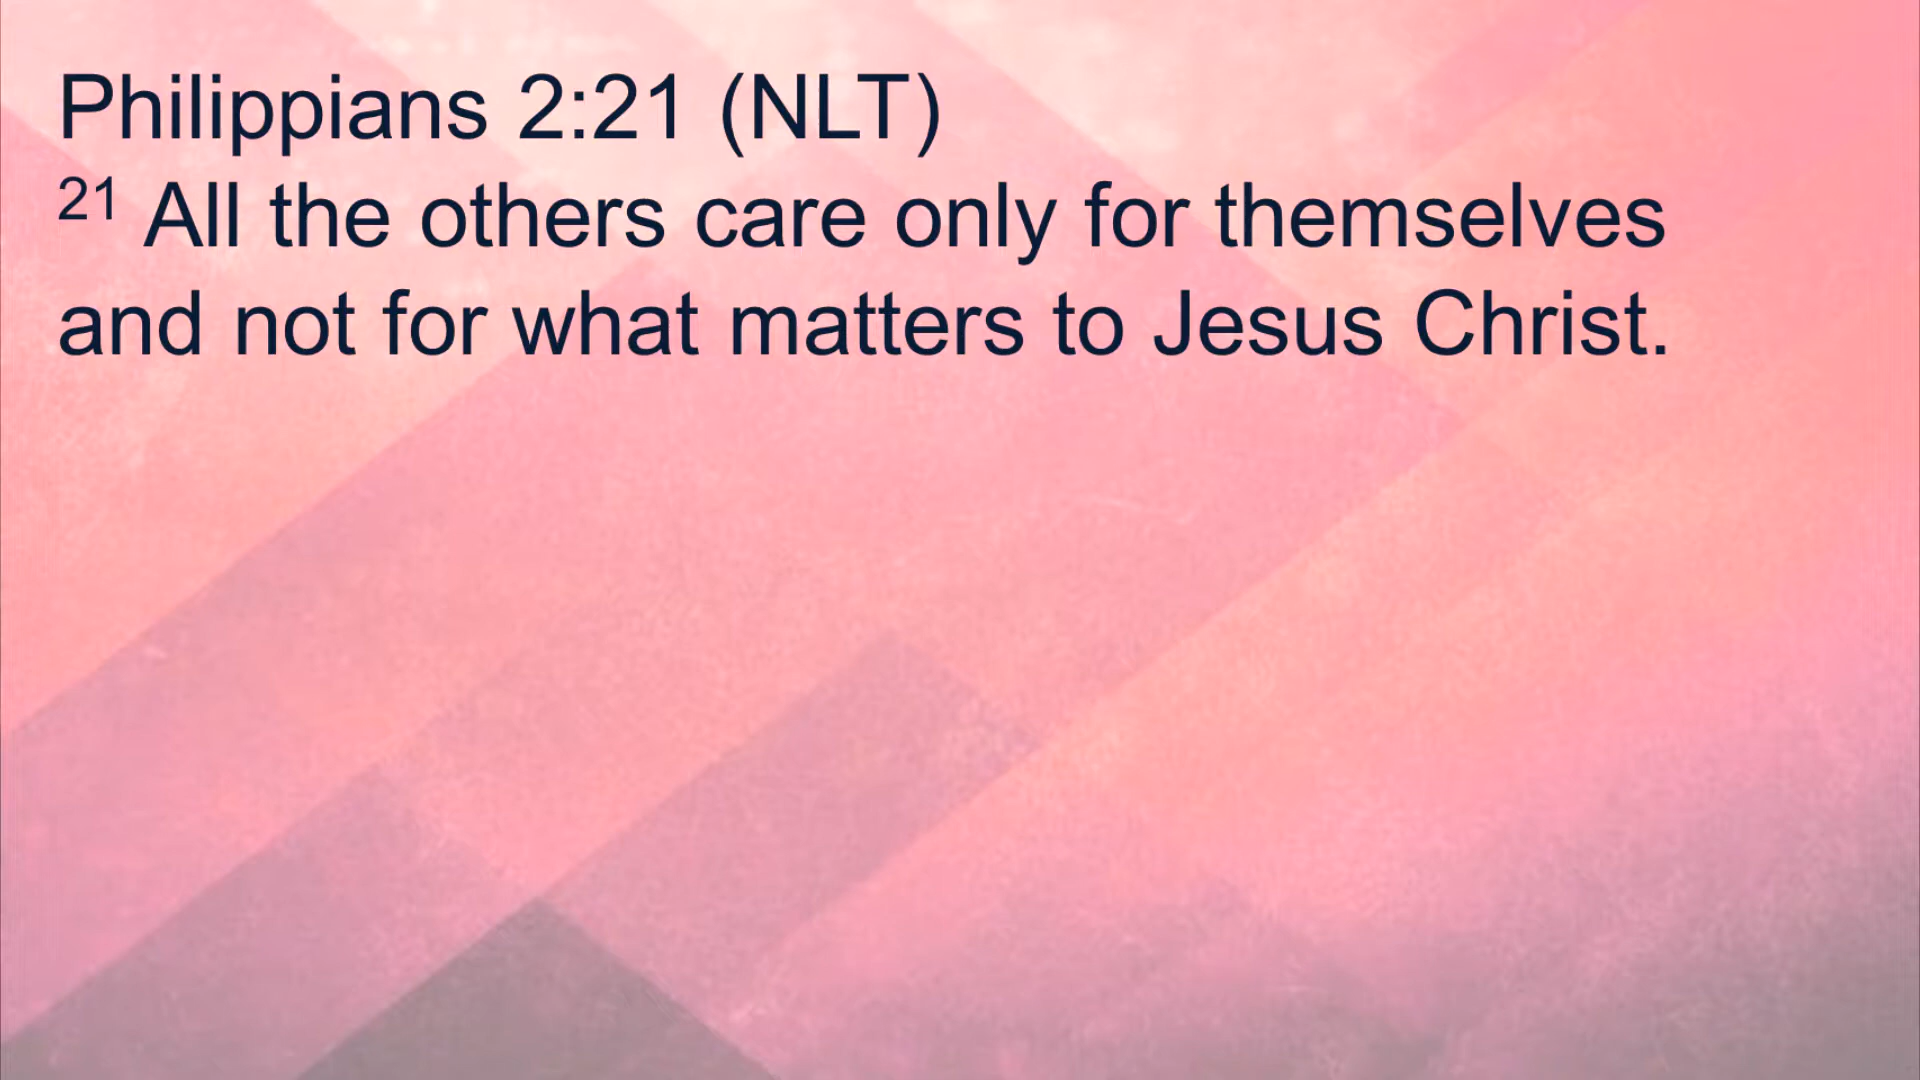 Philippians 2:21 (NLT)
21 All the others care only for themselves
and not for what matters to Jesus Christ.